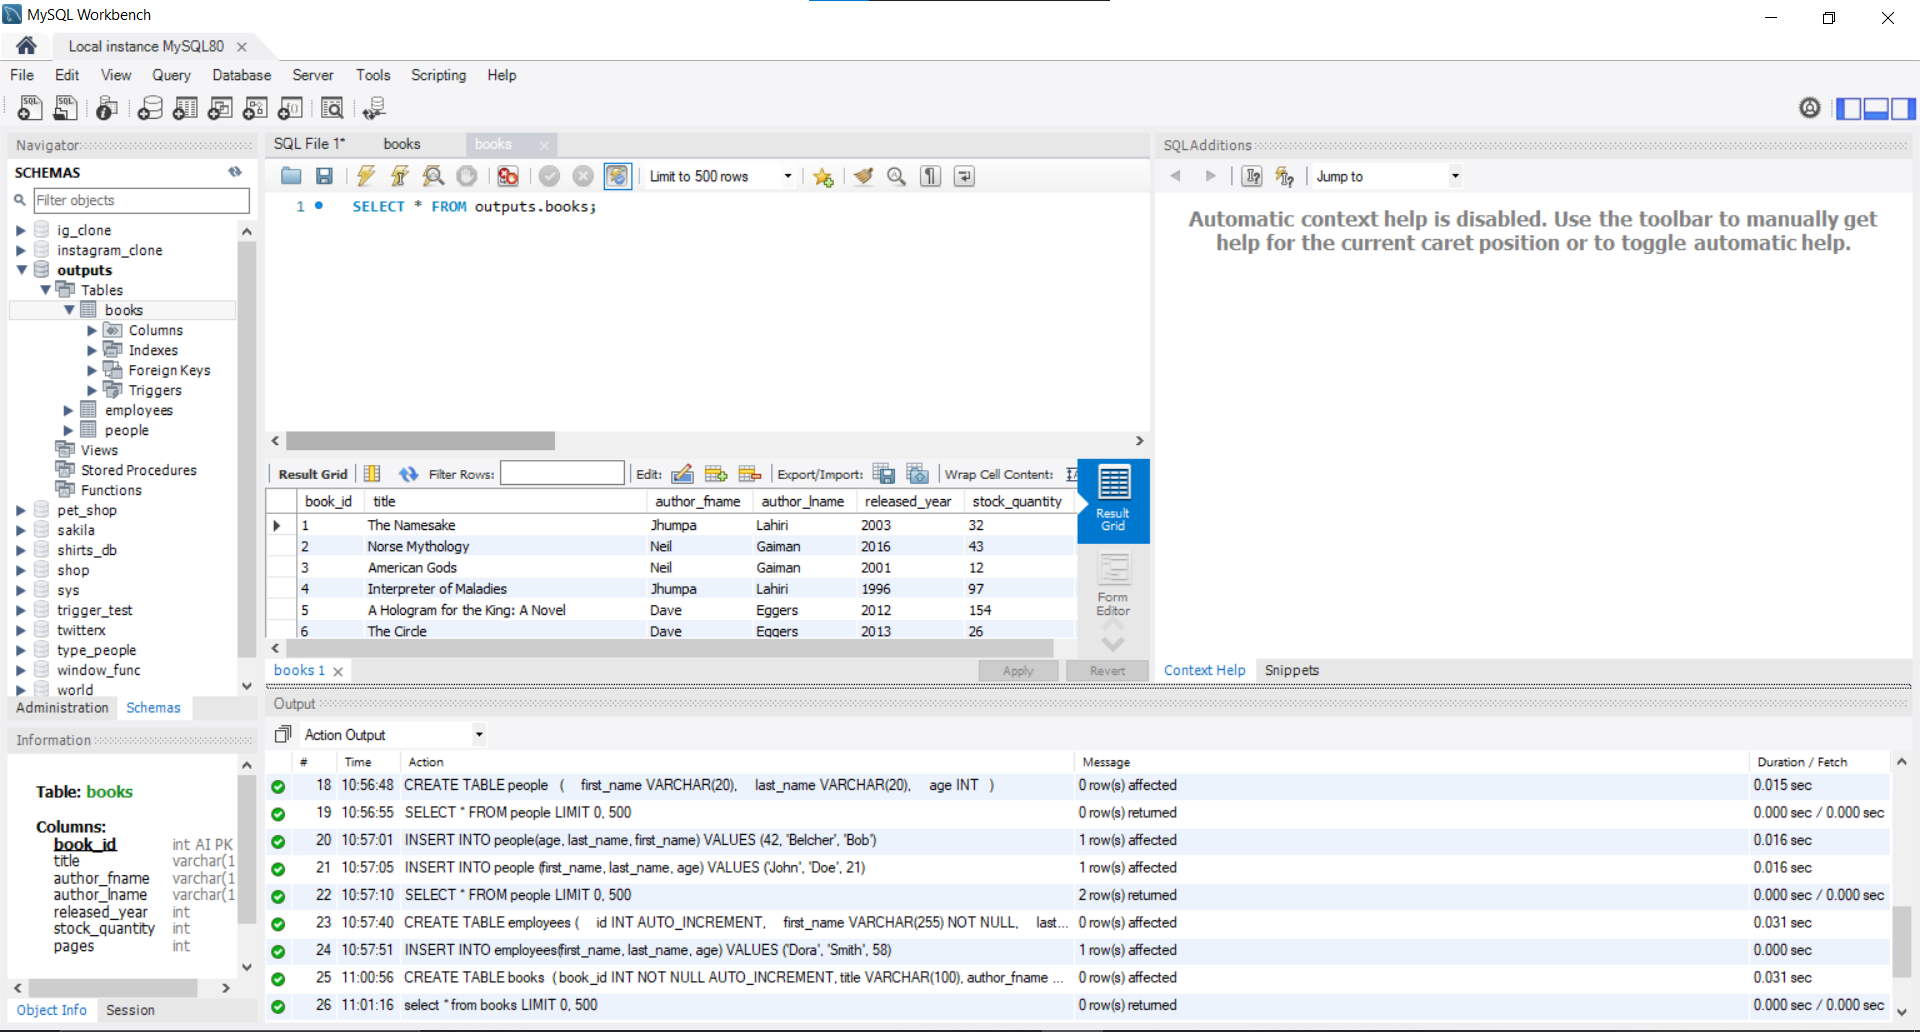 MySQL Workbench
Local instance MySQL80
File Edit View Query Database Server Tools Scripting Help
Navigator
SCHEMAS
Filter objects
ig_clone
instagram_clone
outputs
Tables
books
Columns
Indexes
Foreign Keys
Triggers
employees
people
Views
Stored Procedures
Functions
pet_shop
sakila
shirts_db
shop
sys
trigger_test
twitterx
type_people
window_func
world
Administration Schemas
Information
Table: books
Columns:
book_id int AI PK
title varchar(1
author_fname varchar(1
author_lname varchar(1
released_year int
stock_quantity int
pages int
Object Info Session
SQL File 1* books books
Limit to 500 rows
1 SELECT * FROM outputs.books;
Result Grid Filter Rows: Edit: Export/Import: Wrap Cell Content:
book_id title author_fname author_lname released_year stock_quantity
1 The Namesake Jhumpa Lahiri 2003 32
2 Norse Mythology Neil Gaiman 2016 43
3 American Gods Neil Gaiman 2001 12
4 Interpreter of Maladies Jhumpa Lahiri 1996 97
5 A Hologram for the King: A Novel Dave Eggers 2012 154
6 The Circle Dave Eggers 2013 26
Result
Grid
Form
Editor
books 1 Apply Revert
SQLAdditions
Jump to
Automatic context help is disabled. Use the toolbar to manually get
help for the current caret position or to toggle automatic help.
Context Help Snippets
Output
Action Output
# Time Action Message Duration / Fetch
18 10:56:48 CREATE TABLE people ( first_name VARCHAR(20), last_name VARCHAR(20), age INT ) 0 row(s) affected 0.015 sec
19 10:56:55 SELECT * FROM people LIMIT 0, 500 0 row(s) returned 0.000 sec / 0.000 sec
20 10:57:01 INSERT INTO people(age, last_name, first_name) VALUES (42, 'Belcher', 'Bob') 1 row(s) affected 0.016 sec
21 10:57:05 INSERT INTO people (first_name, last_name, age) VALUES ('John', 'Doe', 21) 1 row(s) affected 0.016 sec
22 10:57:10 SELECT * FROM people LIMIT 0, 500 2 row(s) returned 0.000 sec / 0.000 sec
23 10:57:40 CREATE TABLE employees ( id INT AUTO_INCREMENT, first_name VARCHAR(255) NOT NULL, last... 0 row(s) affected 0.031 sec
24 10:57:51 INSERT INTO employees(first_name, last_name, age) VALUES ('Dora', 'Smith', 58) 1 row(s) affected 0.000 sec
25 11:00:56 CREATE TABLE books (book_id INT NOT NULL AUTO_INCREMENT, title VARCHAR(100), author_fname ... 0 row(s) affected 0.031 sec
26 11:01:16 select * from books LIMIT 0, 500 0 row(s) returned 0.000 sec / 0.000 sec